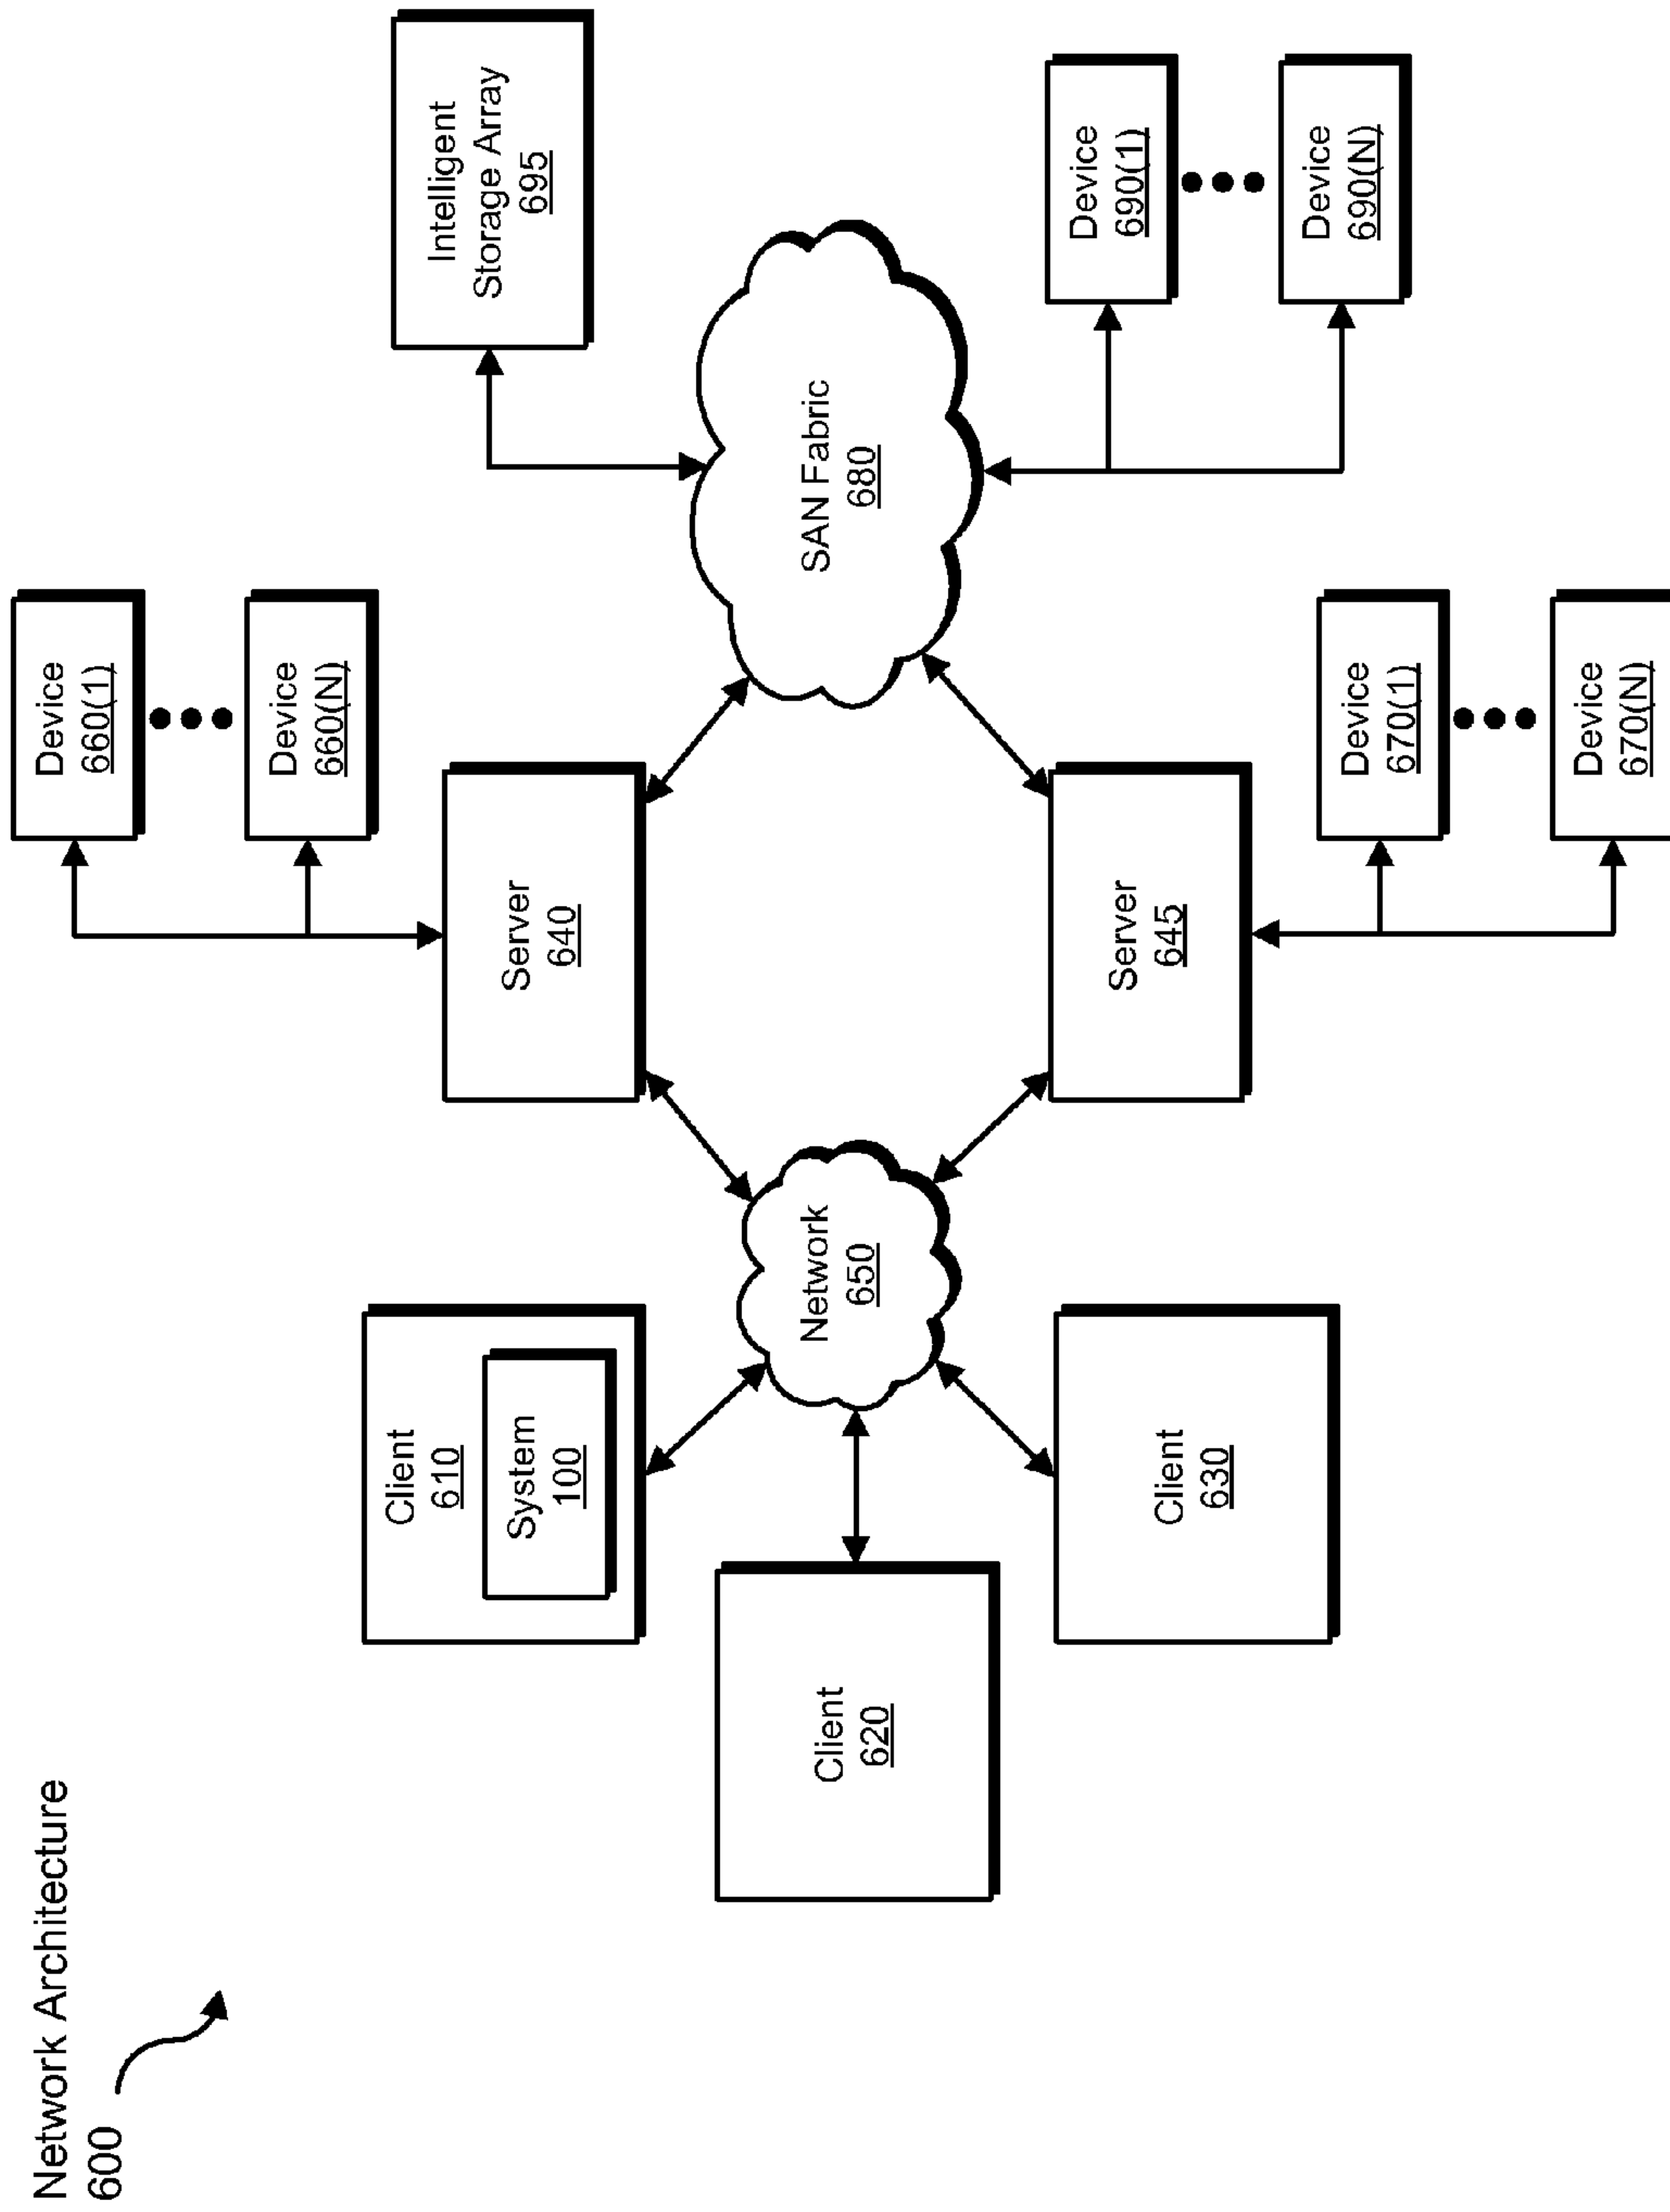 Network Architecture
600
Client
610
System
100
Client
620
Client
630
Network
650
Server
640
Server
645
Device
660(1)
Device
660(N)
Device
670(1)
Device
670(N)
SAN Fabric
680
Intelligent
Storage Array
695
Device
690(1)
Device
690(N)